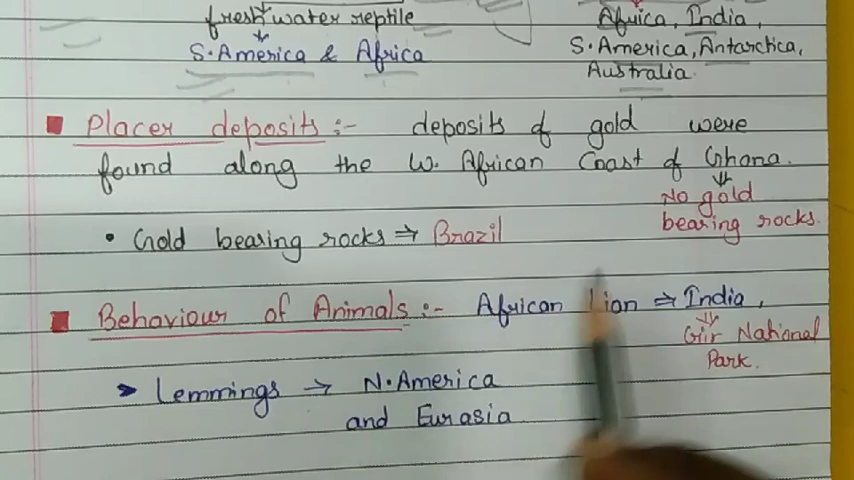 freshwater reptile
S. America & Africa
Africa, India,
S. America, Antarctica,
Australia
Placer deposits :- deposits of gold were
found along the W. African Coast of Ghana.
No gold
bearing rocks.
• Gold bearing rocks ⇒ Brazil
Behaviour of Animals :- African Lion ⇒ India,
Gir National
Park.
➤ Lemmings → N. America
and Eurasia